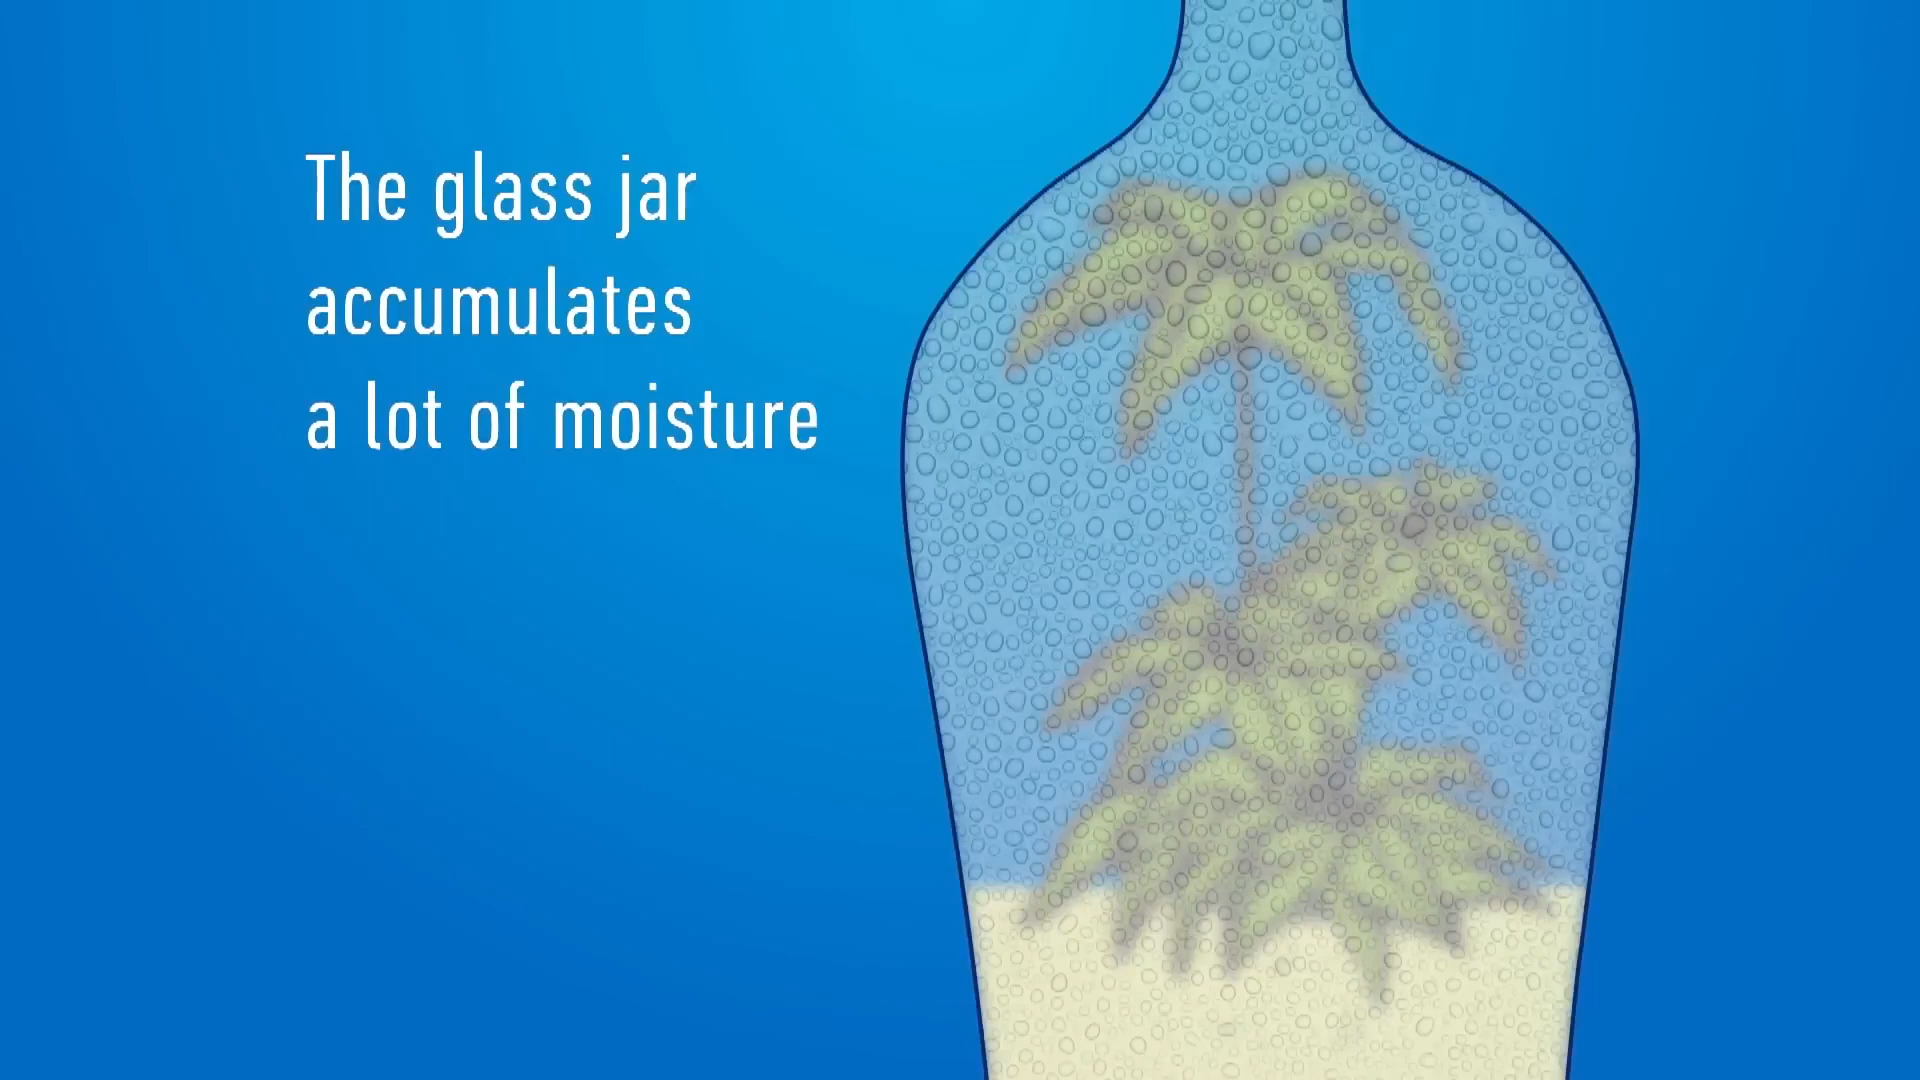 The glass jar
accumulates
a lot of moisture